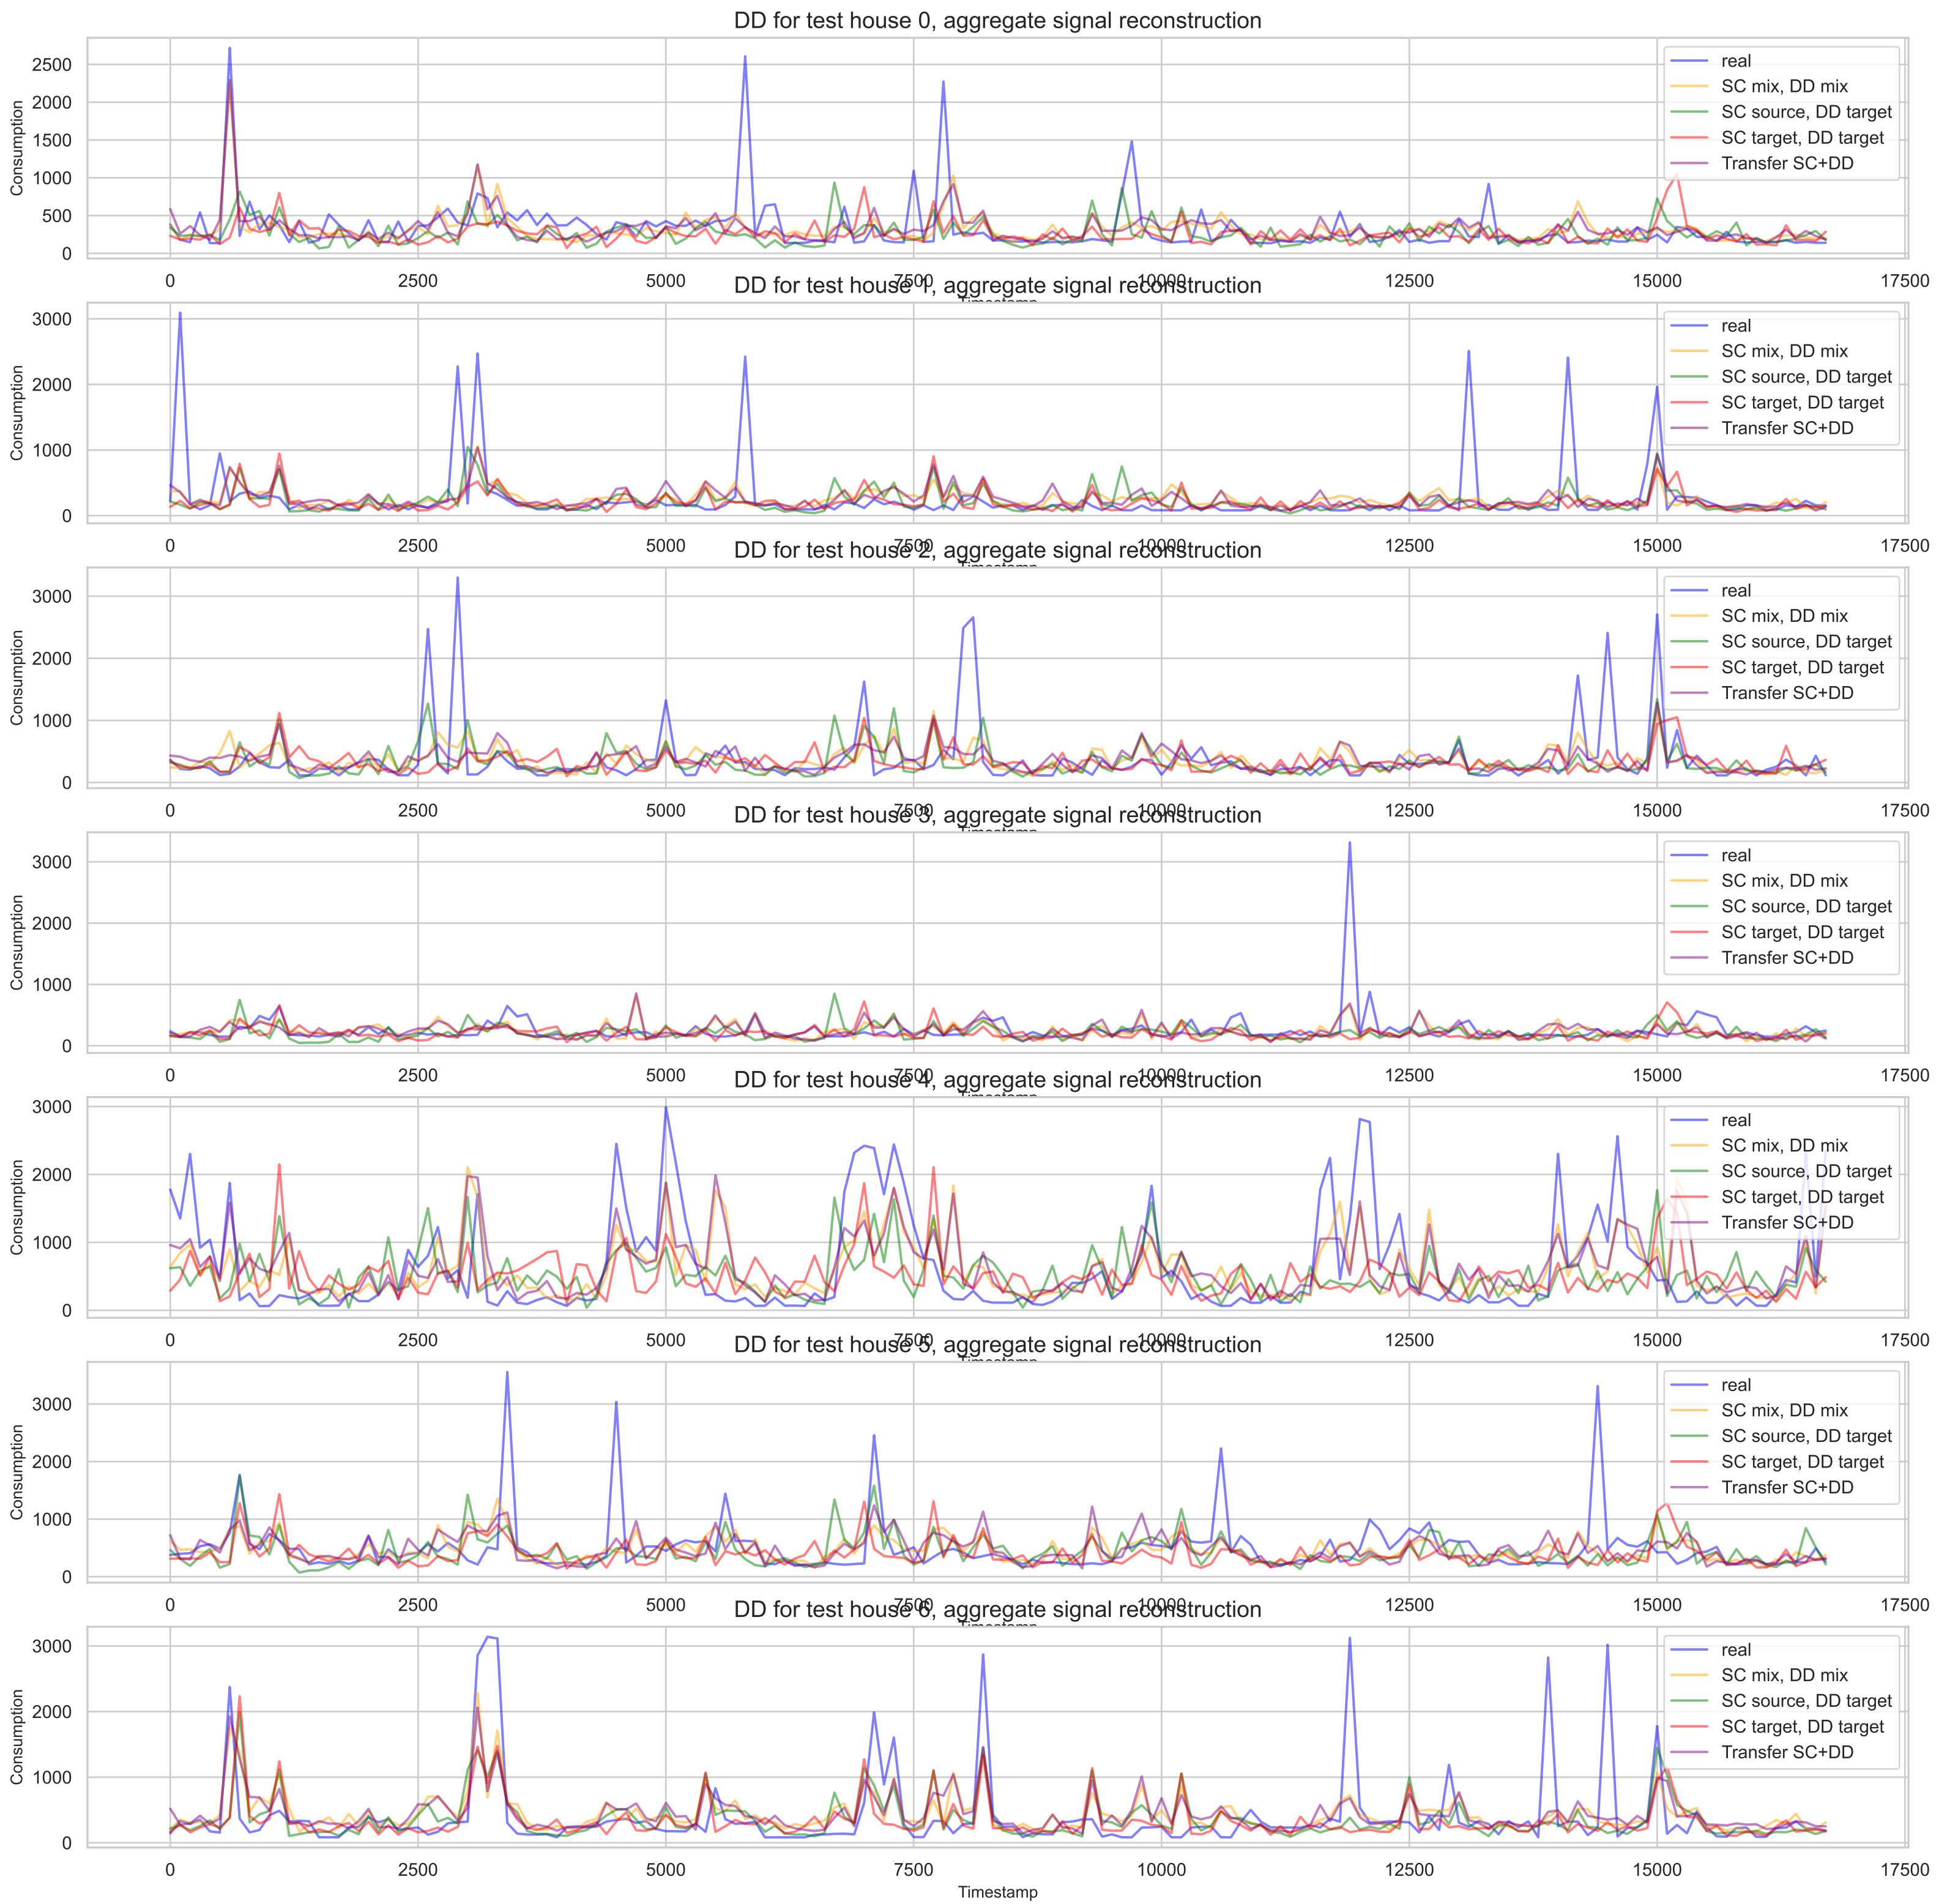 DD for test house 0, aggregate signal reconstruction
Consumption
2500
2000
1500
1000
500
0
real
SC mix, DD mix
SC source, DD target
SC target, DD target
Transfer SC+DD
0 2500 5000 7500 10000 12500 15000 17500
Timestamp
DD for test house 1, aggregate signal reconstruction
Consumption
3000
2000
1000
0
real
SC mix, DD mix
SC source, DD target
SC target, DD target
Transfer SC+DD
0 2500 5000 7500 10000 12500 15000 17500
Timestamp
DD for test house 2, aggregate signal reconstruction
Consumption
3000
2000
1000
0
real
SC mix, DD mix
SC source, DD target
SC target, DD target
Transfer SC+DD
0 2500 5000 7500 10000 12500 15000 17500
Timestamp
DD for test house 3, aggregate signal reconstruction
Consumption
3000
2000
1000
0
real
SC mix, DD mix
SC source, DD target
SC target, DD target
Transfer SC+DD
0 2500 5000 7500 10000 12500 15000 17500
Timestamp
DD for test house 4, aggregate signal reconstruction
Consumption
3000
2000
1000
0
real
SC mix, DD mix
SC source, DD target
SC target, DD target
Transfer SC+DD
0 2500 5000 7500 10000 12500 15000 17500
Timestamp
DD for test house 5, aggregate signal reconstruction
Consumption
3000
2000
1000
0
real
SC mix, DD mix
SC source, DD target
SC target, DD target
Transfer SC+DD
0 2500 5000 7500 10000 12500 15000 17500
Timestamp
DD for test house 6, aggregate signal reconstruction
Consumption
3000
2000
1000
0
real
SC mix, DD mix
SC source, DD target
SC target, DD target
Transfer SC+DD
0 2500 5000 7500 10000 12500 15000 17500
Timestamp